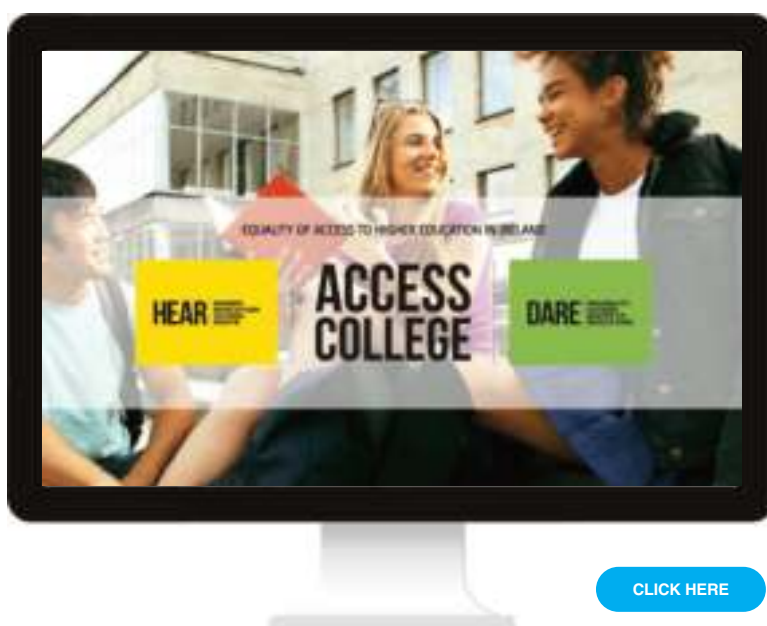 EQUALITY OF ACCESS TO HIGHER EDUCATION IN IRELAND
HEAR
ACCESS
COLLEGE
DARE
CLICK HERE